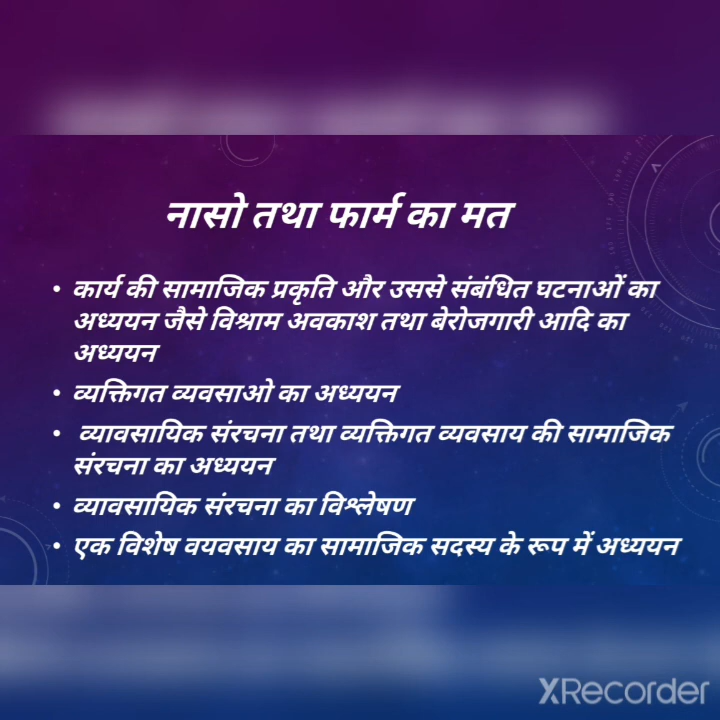 नासो तथा फार्म का मत
• कार्य की सामाजिक प्रकृति और उससे संबंधित घटनाओं का
अध्ययन जैसे विश्राम अवकाश तथा बेरोजगारी आदि का
अध्ययन
• व्यक्तिगत व्यवसाओ का अध्ययन
• व्यावसायिक संरचना तथा व्यक्तिगत व्यवसाय की सामाजिक
संरचना का अध्ययन
• व्यावसायिक संरचना का विश्लेषण
• एक विशेष वयवसाय का सामाजिक सदस्य के रूप में अध्ययन
XRecorder